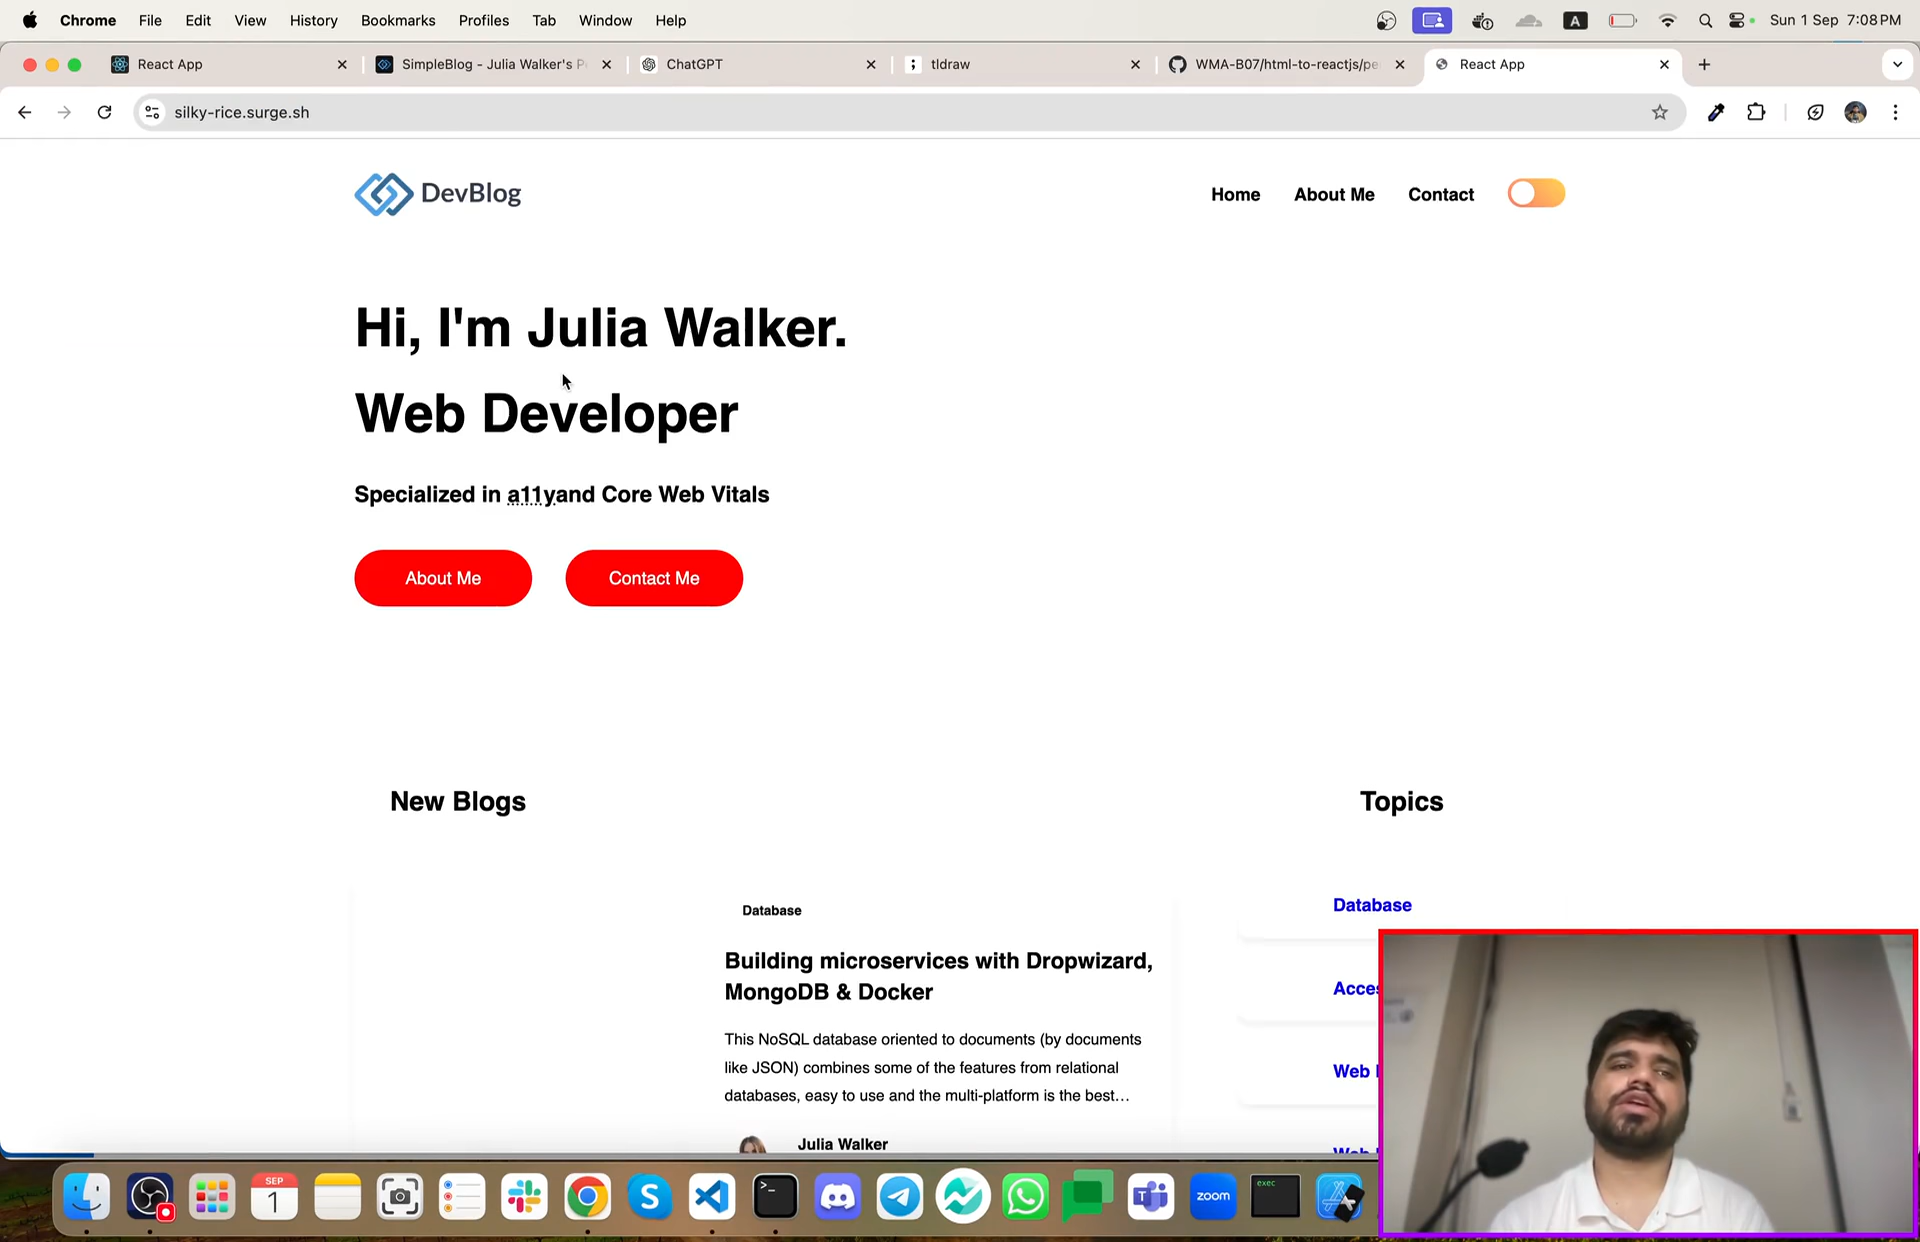 Chrome File Edit View History Bookmarks Profiles Tab Window Help A Sun 1 Sep 7:08 PM
React App SimpleBlog - Julia Walker's P ChatGPT tldraw WMA-B07/html-to-reactjs/pe React App
silky-rice.surge.sh
DevBlog Home About Me Contact
Hi, I'm Julia Walker.
Web Developer
Specialized in a11yand Core Web Vitals
About Me Contact Me
New Blogs Topics
Database Database
Building microservices with Dropwizard,
MongoDB & Docker
This NoSQL database oriented to documents (by documents
like JSON) combines some of the features from relational
databases, easy to use and the multi-platform is the best...
Julia Walker
Acces
Web
Web
SEP
1
S
zoom
exec